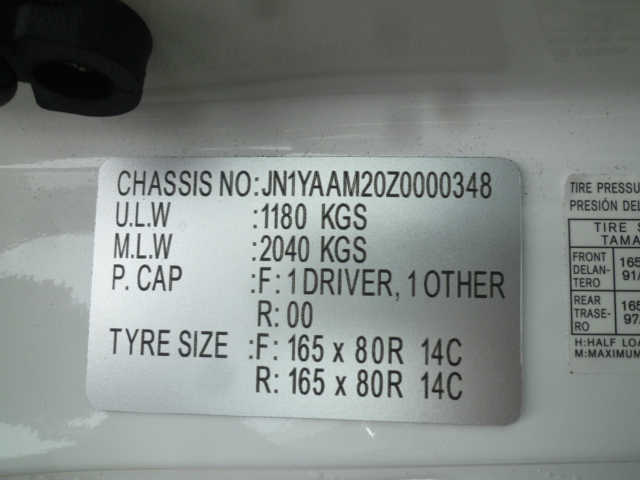 CHASSIS NO:JN1YAAM20Z0000348
U.L.W :1180 KGS
M.L.W :2040 KGS
P. CAP :F: 1 DRIVER, 1 OTHER
R: 00
TYRE SIZE :F: 165 x 80R 14C
R: 165 x 80R 14C
TIRE PRESSU
PRESIÓN DEL
TIRE S
TAMA
FRONT
DELAN-
TERO
165
91/
REAR
TRASE-
RO
165
97/
H:HALF LOA
M:MAXIMUM